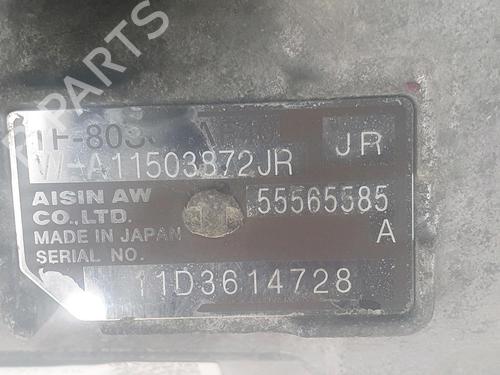 PARTS
JR
W-A11503872JR
AISIN AW
CO.,LTD.
55565585
MADE IN JAPAN
A
SERIAL NO.
11D3614728